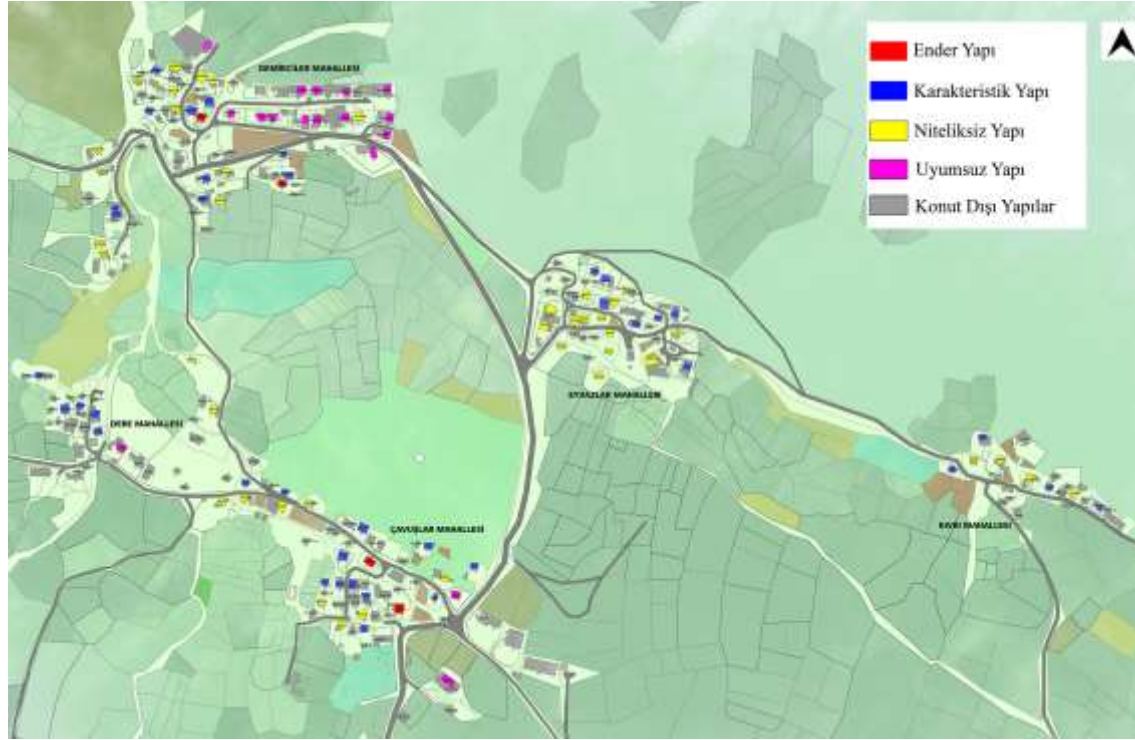 Ender Yapı
Karakteristik Yapı
Niteliksiz Yapı
Uyumsuz Yapı
Konut Dışı Yapılar
DEMİRCİLER MAHALLESİ
DERE MAHALLESİ
ÇAVUŞLAR MAHALLESİ
MAHALLESİ
MAHALLESİ